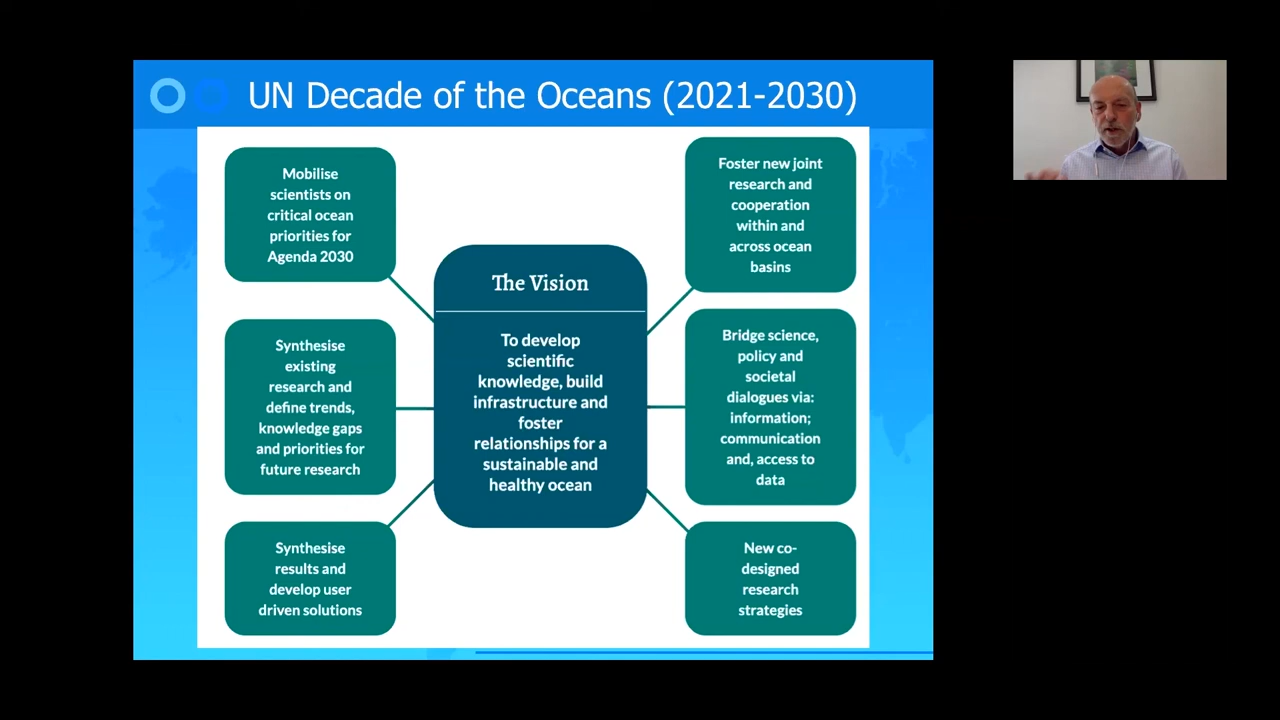 UN Decade of the Oceans (2021-2030)
Mobilise
scientists on
critical ocean
priorities for
Agenda 2030
Synthesise
existing
research and
define trends,
knowledge gaps
and priorities for
future research
Synthesise
results and
develop user
driven solutions
The Vision
To develop
scientific
knowledge, build
infrastructure and
foster
relationships for a
sustainable and
healthy ocean
Foster new joint
research and
cooperation
within and
across ocean
basins
Bridge science,
policy and
societal
dialogues via:
information;
communication
and, access to
data
New co-
designed
research
strategies